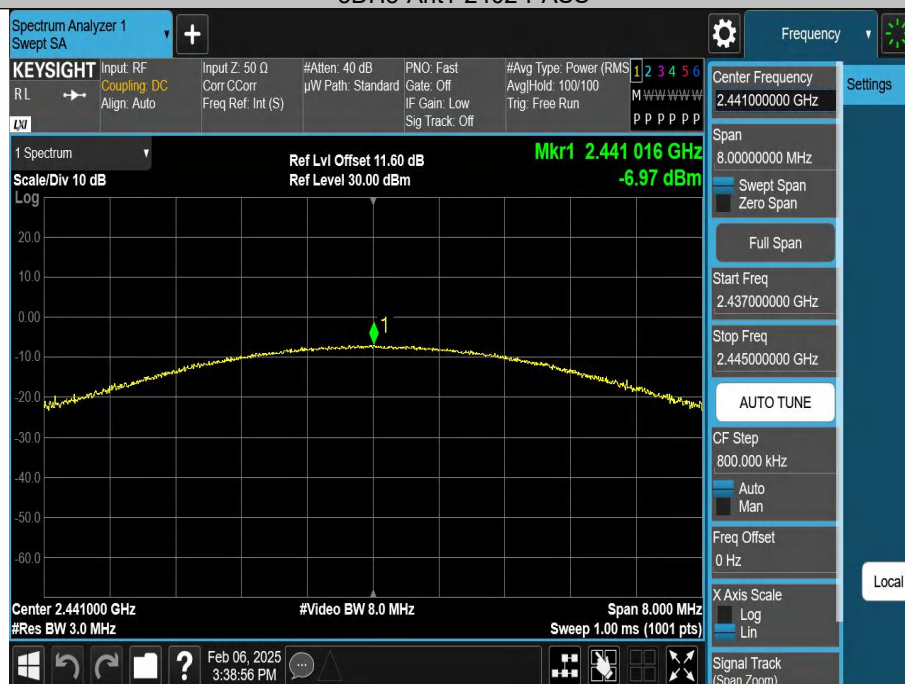 Spectrum Analyzer 1
Swept SA
Frequency
KEYSIGHT
RL
LXI
Input: RF
Coupling: DC
Align: Auto
Input Z: 50 Ω
Corr CCorr
Freq Ref: Int (S)
#Atten: 40 dB
µW Path: Standard
PNO: Fast
Gate: Off
IF Gain: Low
Sig Track: Off
#Avg Type: Power (RMS
Avg|Hold: 100/100
Trig: Free Run
1 2 3 4 5 6
M W W W W W
P P P P P P
1 Spectrum
Scale/Div 10 dB
Ref Lvl Offset 11.60 dB
Ref Level 30.00 dBm
Mkr1 2.441 016 GHz
-6.97 dBm
Log
20.0
10.0
0.00
1
-10.0
-20.0
-30.0
-40.0
-50.0
-60.0
Center 2.441000 GHz
#Res BW 3.0 MHz
#Video BW 8.0 MHz
Span 8.000 MHz
Sweep 1.00 ms (1001 pts)
Feb 06, 2025
3:38:56 PM
Center Frequency
2.441000000 GHz
Span
8.00000000 MHz
Swept Span
Zero Span
Full Span
Start Freq
2.437000000 GHz
Stop Freq
2.445000000 GHz
AUTO TUNE
CF Step
800.000 kHz
Auto
Man
Freq Offset
0 Hz
X Axis Scale
Log
Lin
Signal Track
(Span Zoom)
Settings
Local